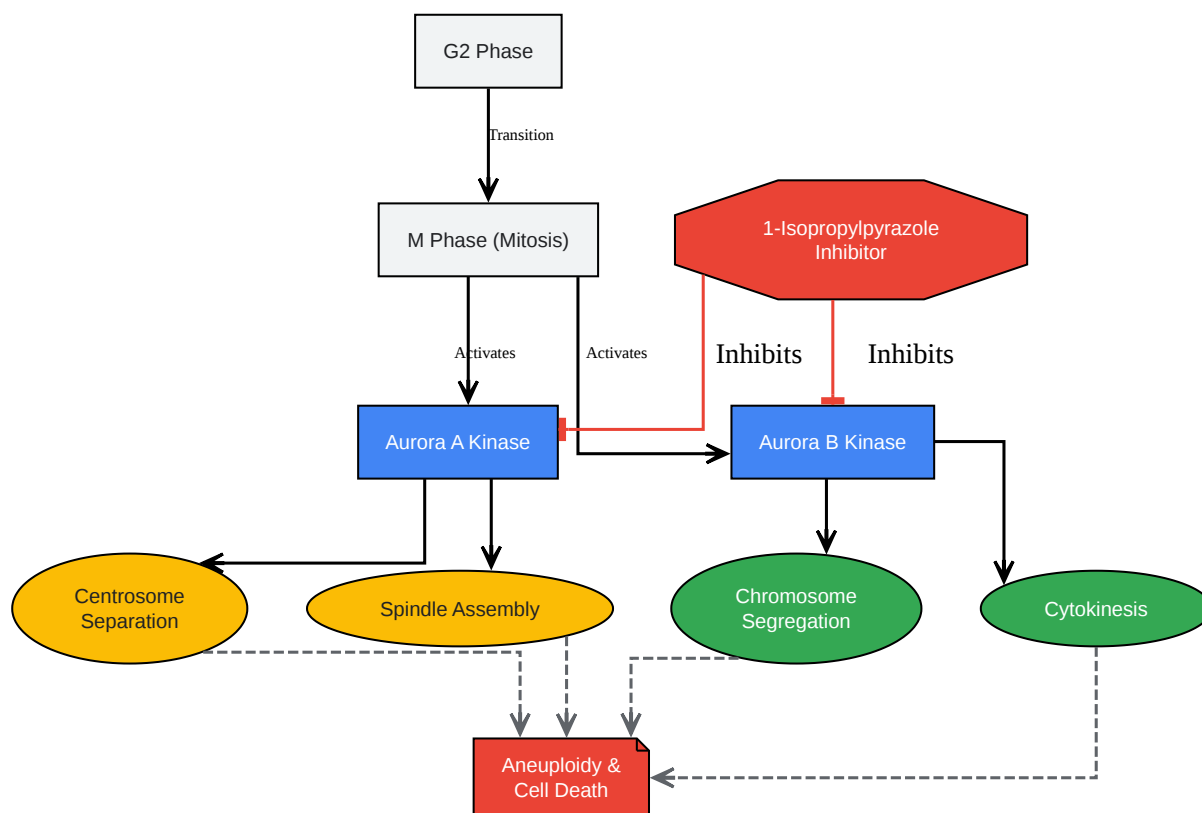 G2 Phase
Transition
M Phase (Mitosis)
1-Isopropylpyrazole
Inhibitor
Activates
Activates
Inhibits
Inhibits
Aurora A Kinase
Aurora B Kinase
Centrosome
Separation
Spindle Assembly
Chromosome
Segregation
Cytokinesis
Aneuploidy &
Cell Death